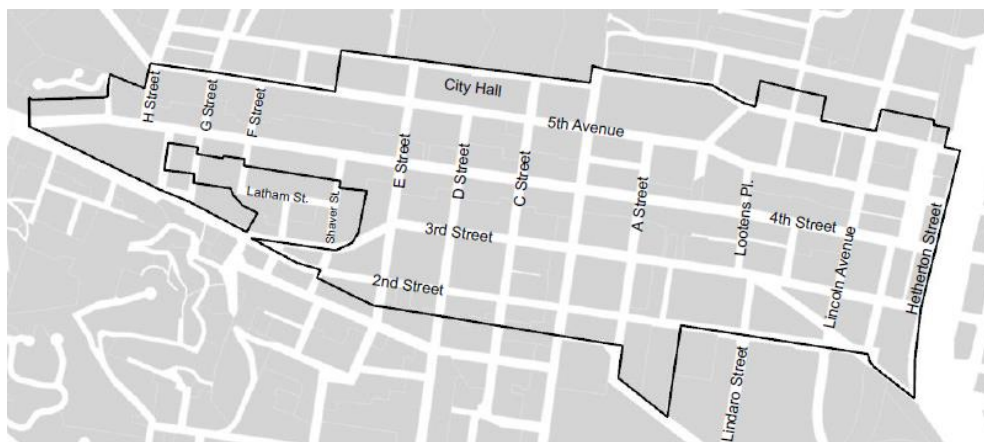 City Hall
H Street
G Street
F Street
5th Avenue
E Street
D Street
C Street
Latham St.
Shaver St.
A Street
Lootens Pl.
4th Street
3rd Street
Lincoln Avenue
Hetherton Street
2nd Street
Lindaro Street